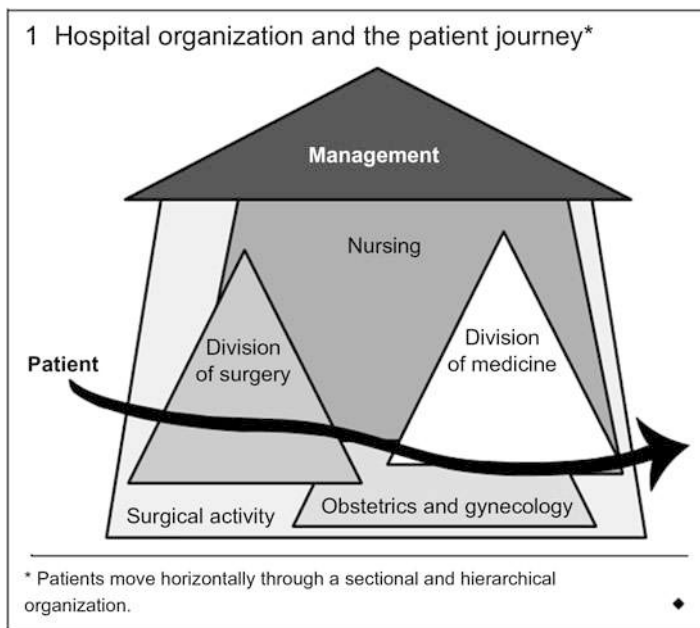 1 Hospital organization and the patient journey*
Management
Nursing
Division
of surgery
Division
of medicine
Patient
Surgical activity
Obstetrics and gynecology
* Patients move horizontally through a sectional and hierarchical
organization.